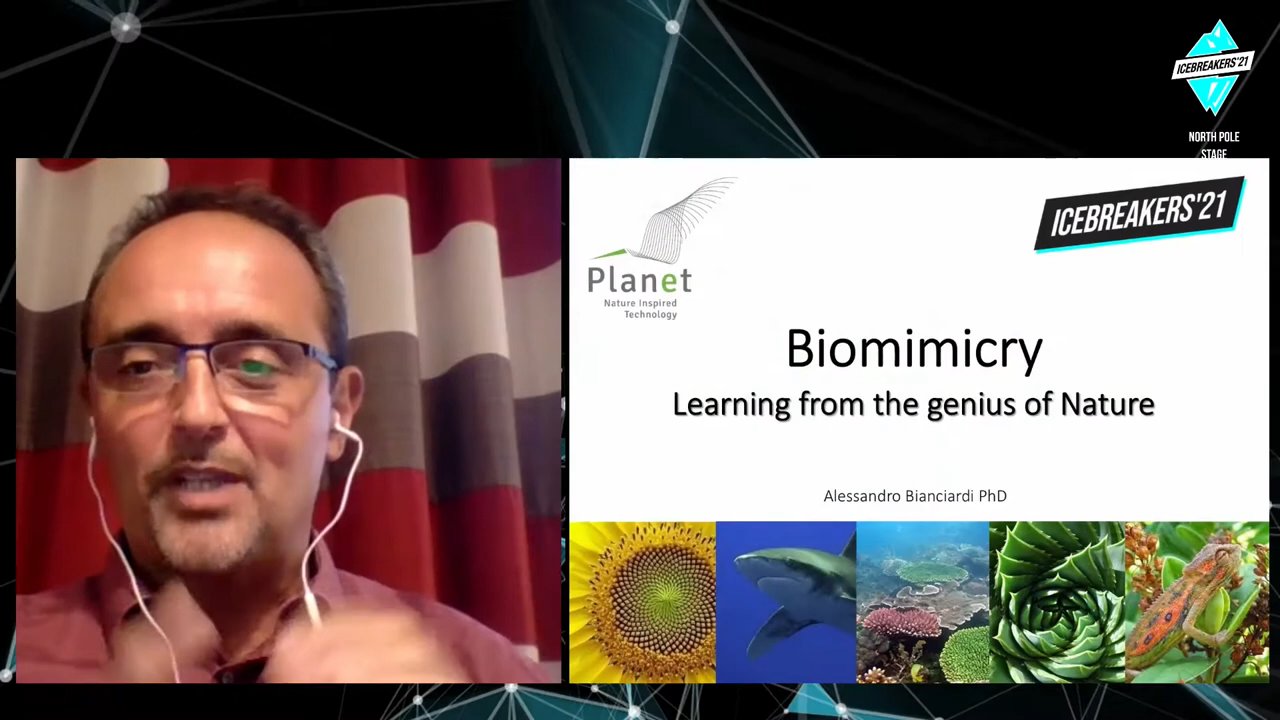 ICEBREAKERS'21
NORTH POLE
STAGE
Planet
Nature Inspired
Technology
ICEBREAKERS'21
Biomimicry
Learning from the genius of Nature
Alessandro Bianciardi PhD